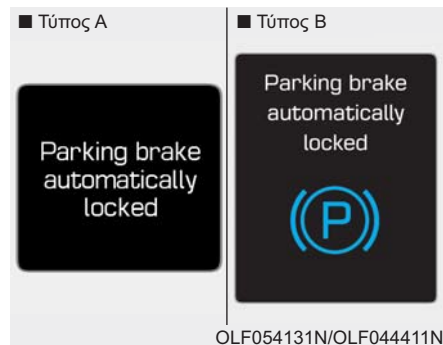 ■ Τύπος A
Parking brake
automatically
locked
■ Τύπος B
Parking brake
automatically
locked
P
OLF054131N/OLF044411N